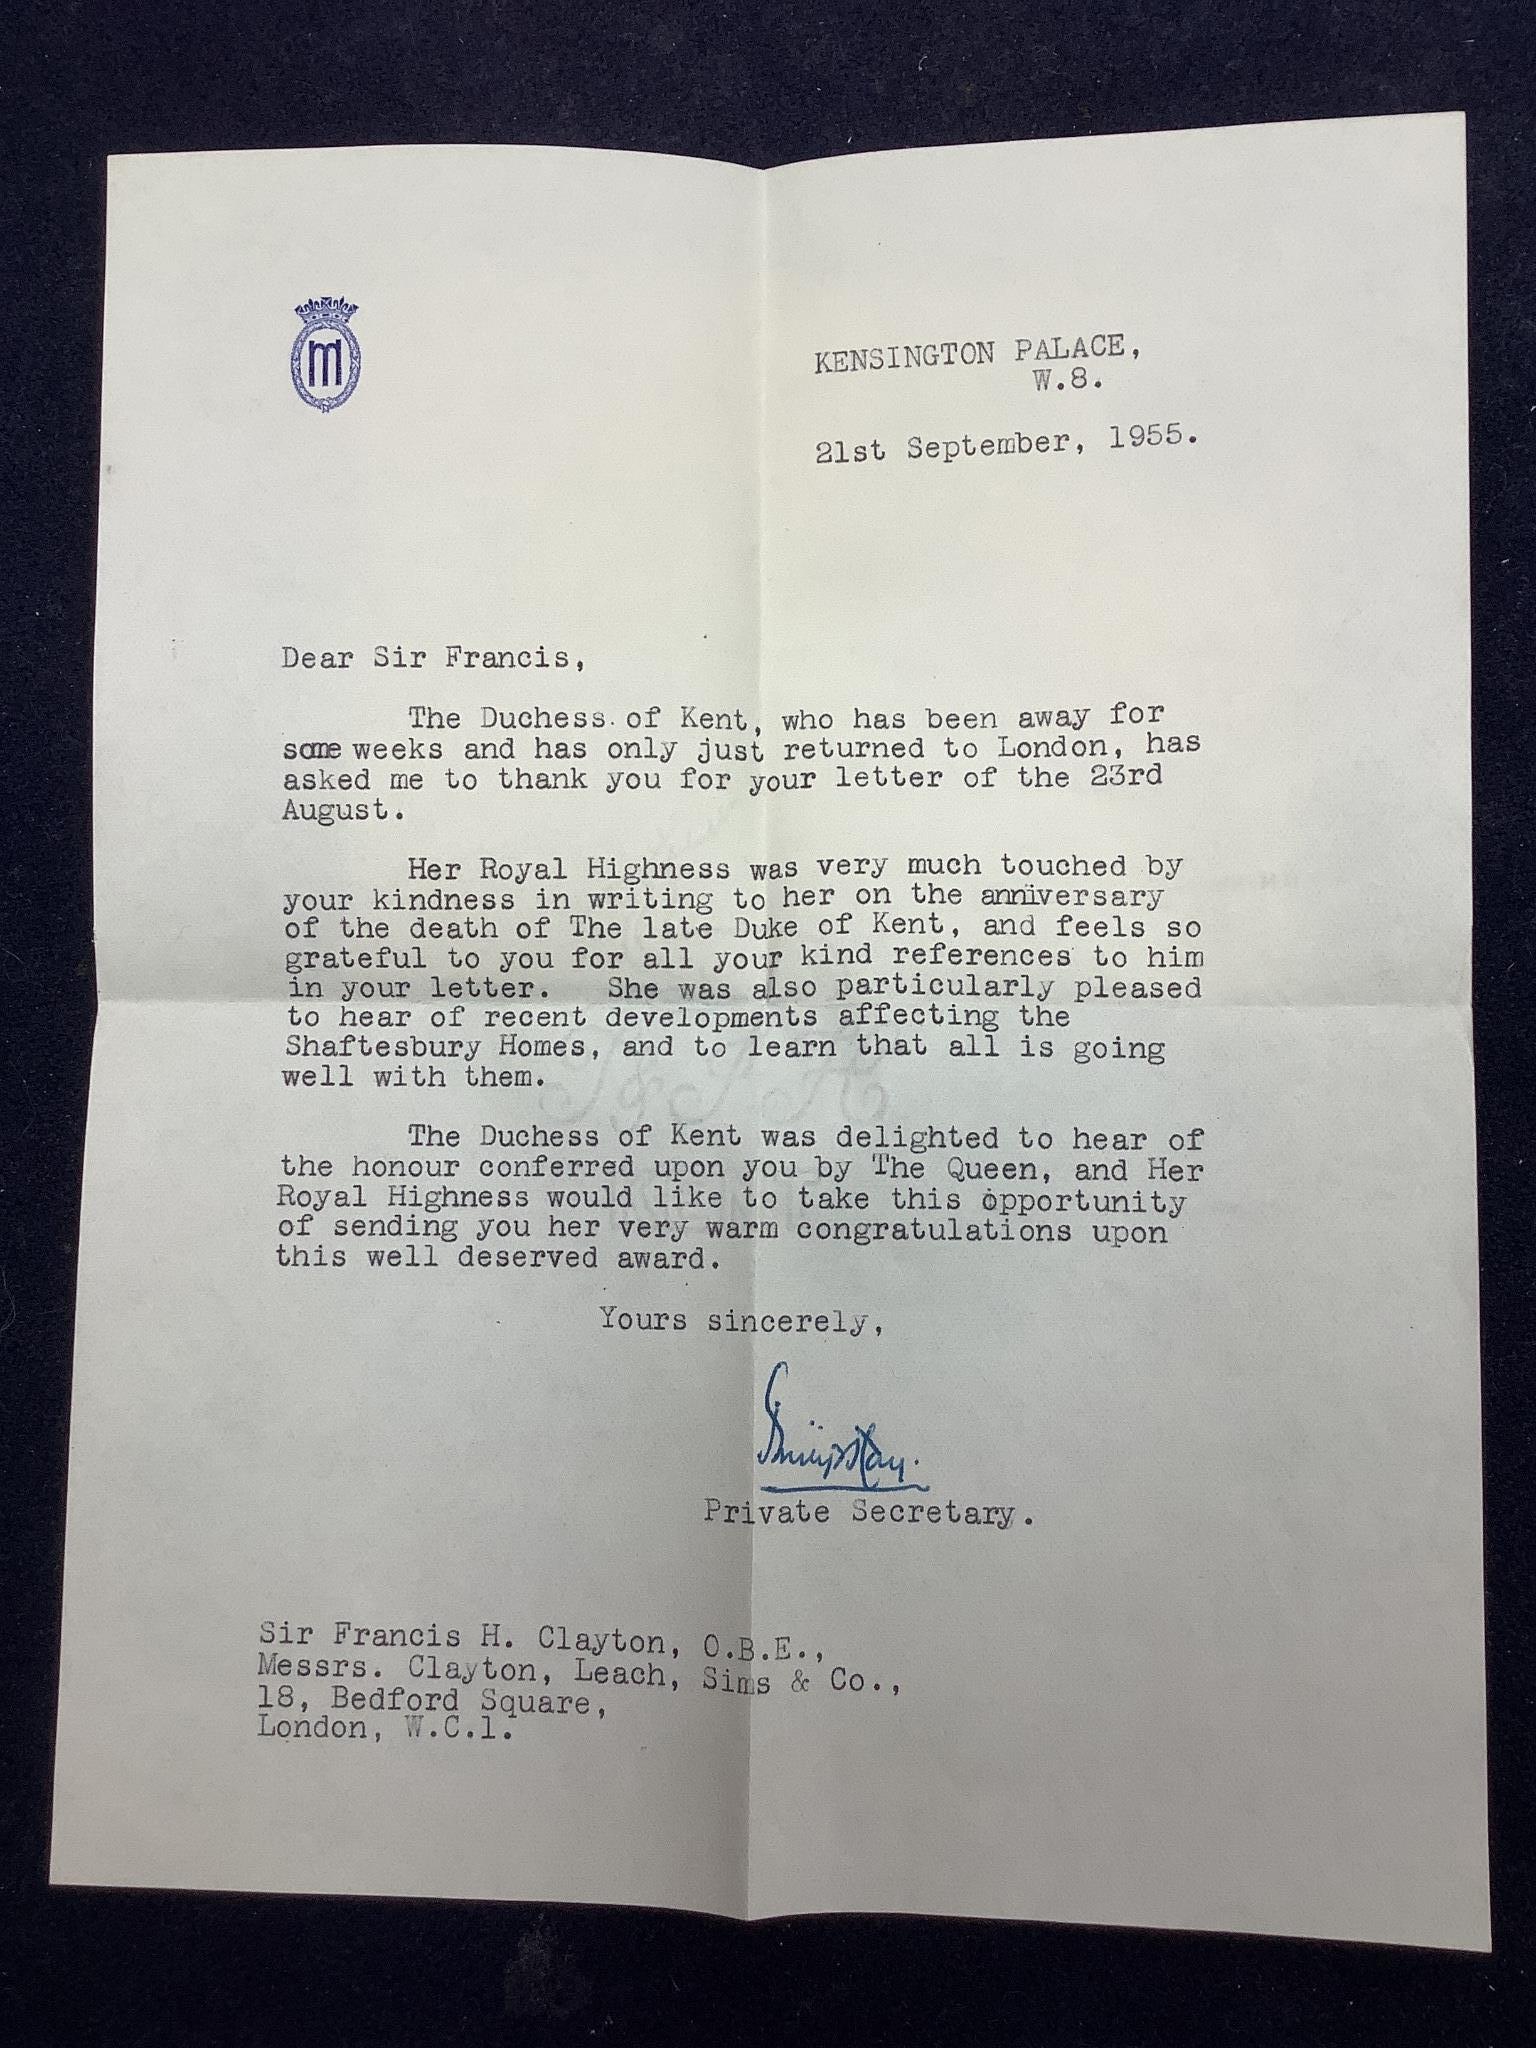 m
KENSINGTON PALACE,
W.8.
21st September, 1955.
Dear Sir Francis,
The Duchess of Kent, who has been away for
some weeks and has only just returned to London, has
asked me to thank you for your letter of the 23rd
August.
Her Royal Highness was very much touched by
your kindness in writing to her on the anniversary
of the death of The late Duke of Kent, and feels so
grateful to you for all your kind references to him
in your letter. She was also particularly pleased
to hear of recent developments affecting the
Shaftesbury Homes, and to learn that all is going
well with them.
The Duchess of Kent was delighted to hear of
the honour conferred upon you by The Queen, and Her
Royal Highness would like to take this opportunity
of sending you her very warm congratulations upon
this well deserved award.
Yours sincerely,
Private Secretary.
Sir Francis H. Clayton, O.B.E.,
Messrs. Clayton, Leach, Sims & Co.,
18, Bedford Square,
London, W.C.1.